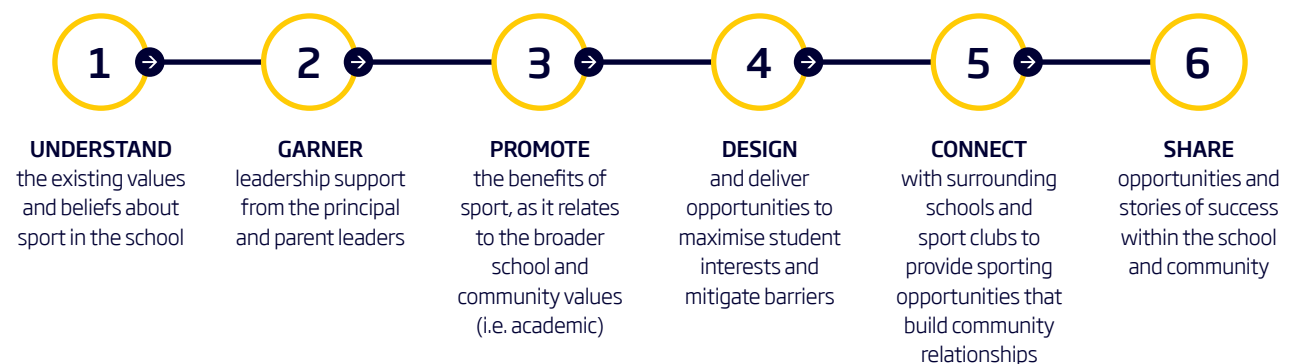 1
2
3
4
5
6
UNDERSTAND
the existing values
and beliefs about
sport in the school
GARNER
leadership support
from the principal
and parent leaders
PROMOTE
the benefits of
sport, as it relates
to the broader
school and
community values
(i.e. academic)
DESIGN
and deliver
opportunities to
maximise student
interests and
mitigate barriers
CONNECT
with surrounding
schools and
sport clubs to
provide sporting
opportunities that
build community
relationships
SHARE
opportunities and
stories of success
within the school
and community